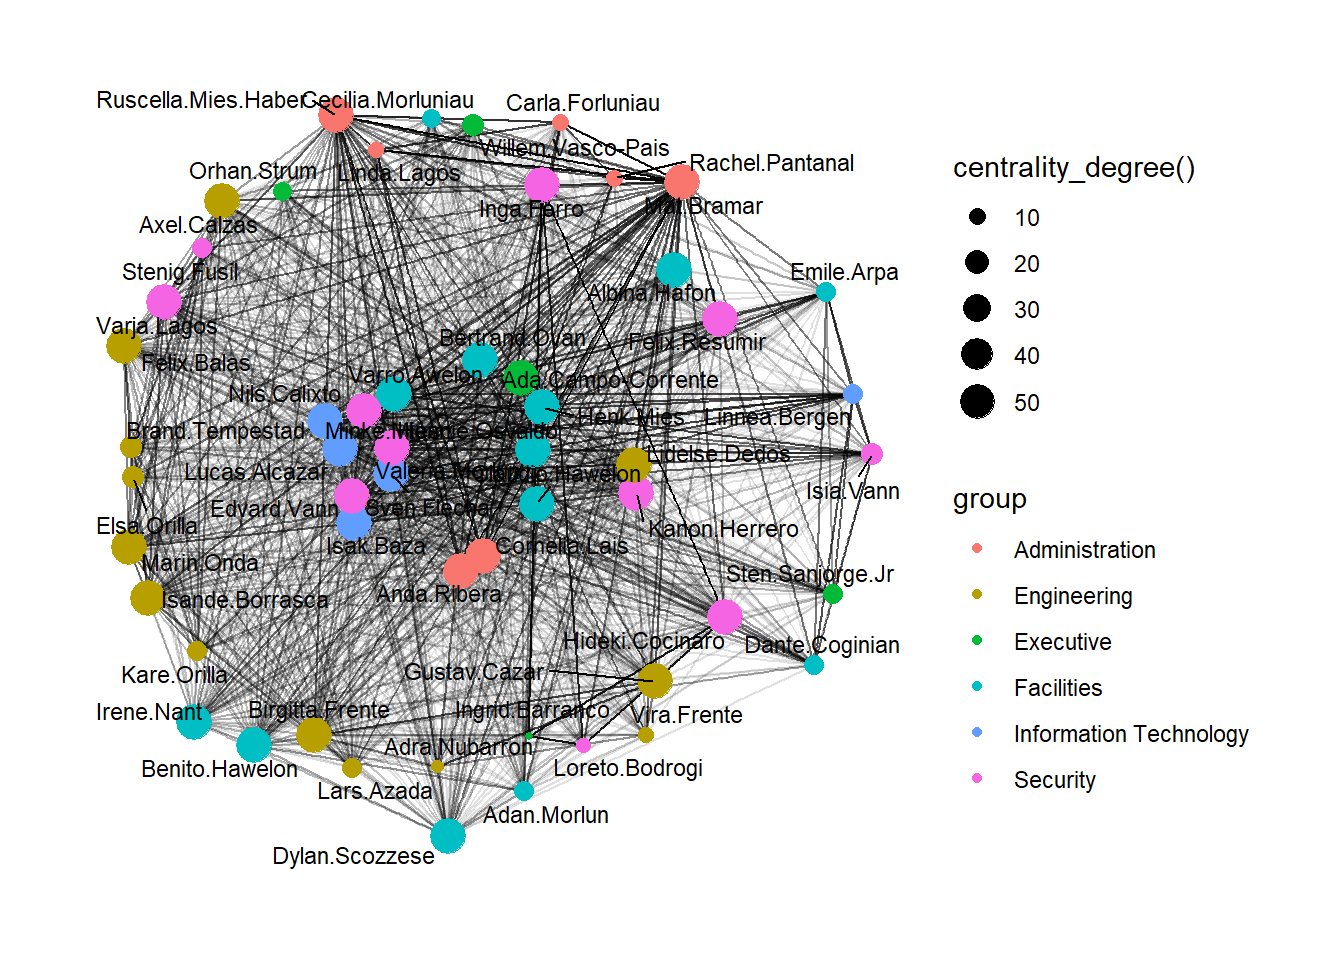 Ruscella.Mies.Haber
Cecilia.Morluniau
Carla.Forluniau
Willem.Vasco-Pais
Rachel.Pantanal
Orhan.Strum
Linda.Lagos
Inga.Ferro
Mat.Bramar
Axel.Calzas
Stenig.Fusil
Emile.Arpa
Albina.Hafon
Varja.Lagos
Felix.Balas
Bertrand.Ovan
Felix.Resumir
Varro.Awelon
Ada.Campo-Corrente
Nils.Calixto
Henk.Mies
Linnea.Bergen
Brand.Tempestad
Minke.Mies
Osvaldo
Lidelse.Dedos
Lucas.Alcazar
Valeria.Morlun
Hawelon
Isia.Vann
Edvard.Vann
Sven.Flecha
Elsa.Orilla
Kanon.Herrero
Isak.Baza
Cornelia.Lais
Marin.Onda
Isande.Borrasca
Anda.Ribera
Sten.Sanjorge.Jr
Hideki.Cocinaro
Dante.Coginian
Kare.Orilla
Gustav.Cazar
Irene.Nant
Birgitta.Frente
Ingrid.Barranco
Vira.Frente
Adra.Nubarron
Benito.Hawelon
Loreto.Bodrogi
Lars.Azada
Adan.Morlun
Dylan.Scozzese
centrality_degree()
10
20
30
40
50
group
Administration
Engineering
Executive
Facilities
Information Technology
Security